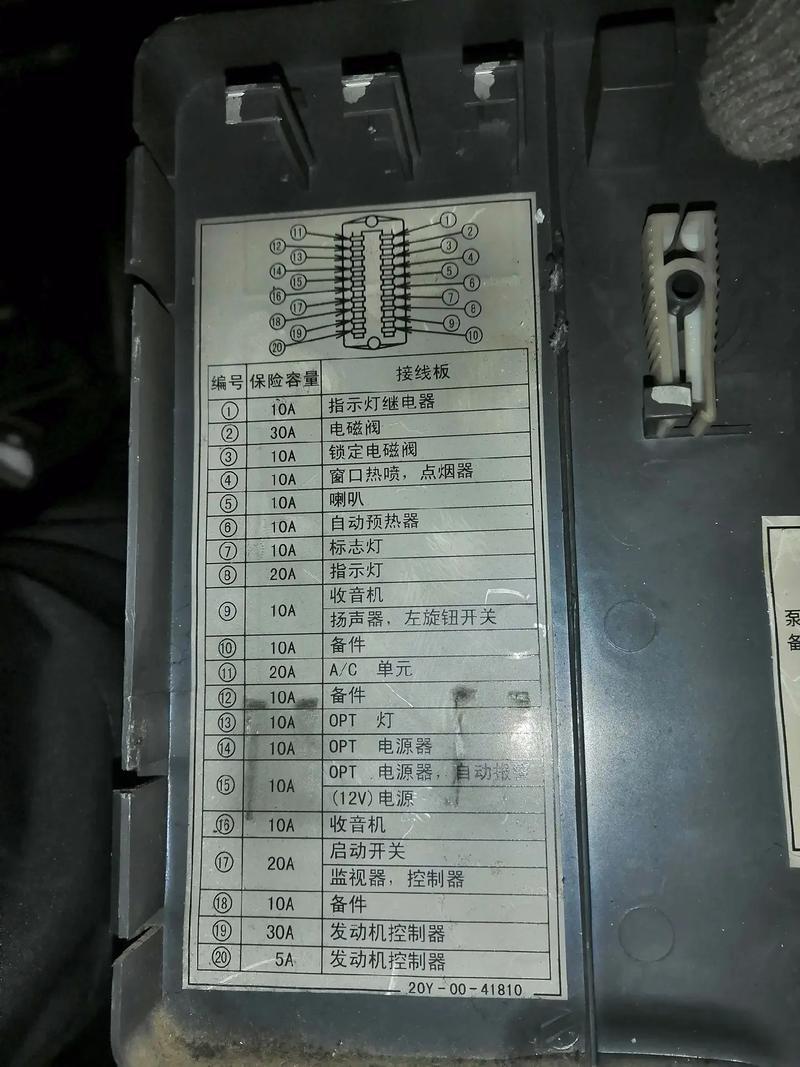 ⑪ ①
⑫ ②
⑬ ③
⑭ ④
⑮ ⑤
⑯ ⑥
⑰ ⑦
⑱ ⑧
⑲ ⑨
⑳ ⑩
编号 保险容量 接线板
① 10A 指示灯继电器
② 30A 电磁阀
③ 10A 锁定电磁阀
④ 10A 窗口热喷，点烟器
⑤ 10A 喇叭
⑥ 10A 自动预热器
⑦ 10A 标志灯
⑧ 20A 指示灯
⑨ 10A 收音机
扬声器，左旋钮开关
⑩ 10A 备件
⑪ 20A A/C 单元
⑫ 10A 备件
⑬ 10A OPT 灯
⑭ 10A OPT 电源器
⑮ 10A OPT 电源器，自动报警
(12V)电源
⑯ 10A 收音机
⑰ 20A 启动开关
监视器，控制器
⑱ 10A 备件
⑲ 30A 发动机控制器
⑳ 5A 发动机控制器
20Y-00-41810
泵
备